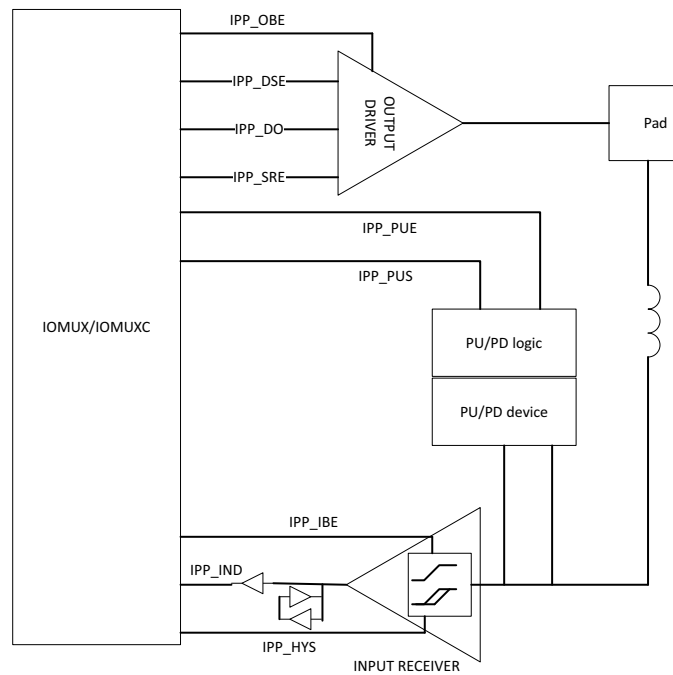 IPP_OBE
IPP_DSE
OUTPUT
DRIVER
Pad
IPP_DO
IPP_SRE
IPP_PUE
IPP_PUS
IOMUX/IOMUXC
PU/PD logic
PU/PD device
IPP_IBE
IPP_IND
IPP_HYS
INPUT RECEIVER